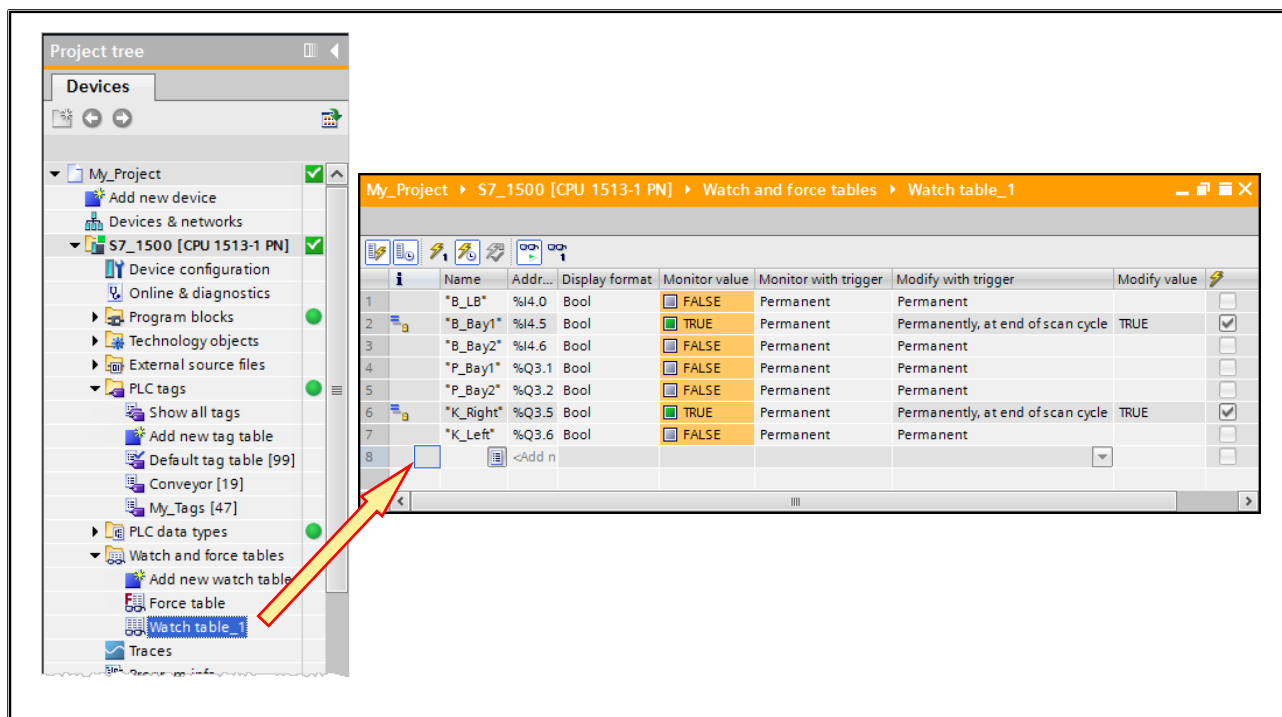 Project tree
Devices
My_Project
Add new device
Devices & networks
S7_1500 [CPU 1513-1 PN]
Device configuration
Online & diagnostics
Program blocks
Technology objects
External source files
PLC tags
Show all tags
Add new tag table
Default tag table [99]
Conveyor [19]
My_Tags [47]
PLC data types
Watch and force tables
Add new watch table
Force table
Watch table_1
Traces
My_Project S7_1500 [CPU 1513-1 PN] Watch and force tables Watch table_1
i Name Addr... Display format Monitor value Monitor with trigger Modify with trigger Modify value
1 "B_LB" %I4.0 Bool FALSE Permanent Permanent
2 "B_Bay1" %I4.5 Bool TRUE Permanent Permanently, at end of scan cycle TRUE
3 "B_Bay2" %I4.6 Bool FALSE Permanent Permanent
4 "P_Bay1" %Q3.1 Bool FALSE Permanent Permanent
5 "P_Bay2" %Q3.2 Bool FALSE Permanent Permanent
6 "K_Right" %Q3.5 Bool TRUE Permanent Permanently, at end of scan cycle TRUE
7 "K_Left" %Q3.6 Bool FALSE Permanent Permanent
8 <Add n